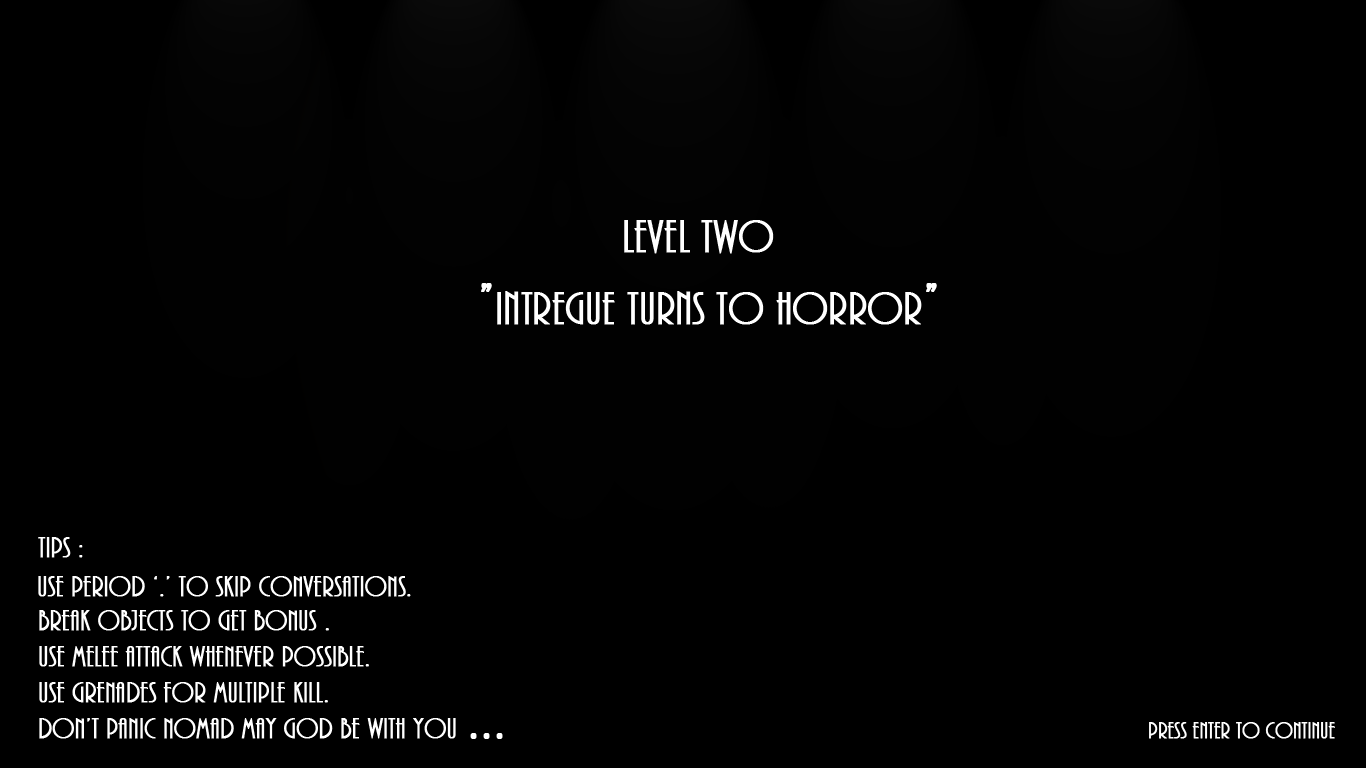 LEVEL TWO
"INTREGUE TURNS TO HORROR"
TIPS :
USE PERIOD '.' TO SKIP CONVERSATIONS.
BREAK OBJECTS TO GET BONUS .
USE MELEE ATTACK WHENEVER POSSIBLE.
USE GRENADES FOR MULTIPLE KILL.
DON'T PANIC NOMAD MAY GOD BE WITH YOU ...
PRESS ENTER TO CONTINUE